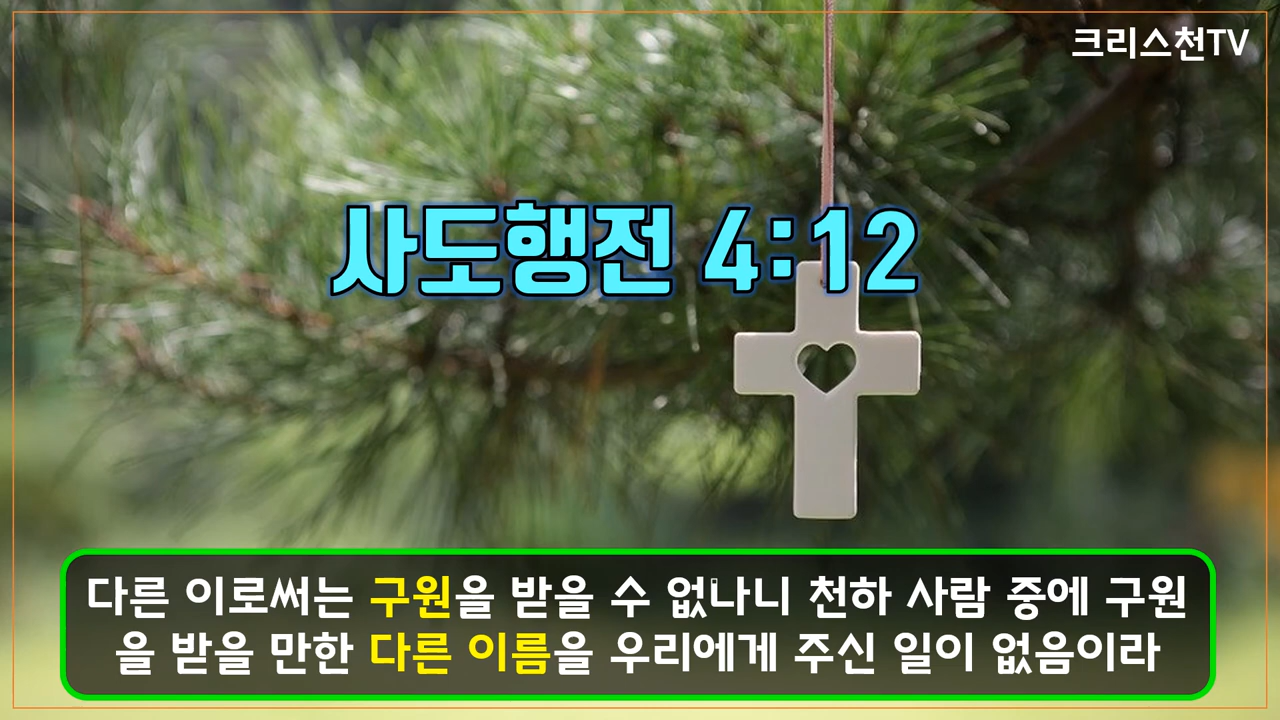 크리스천TV
사도행전 4:12
다른 이로써는 구원을 받을 수 없나니 천하 사람 중에 구원
을 받을 만한 다른 이름을 우리에게 주신 일이 없음이라